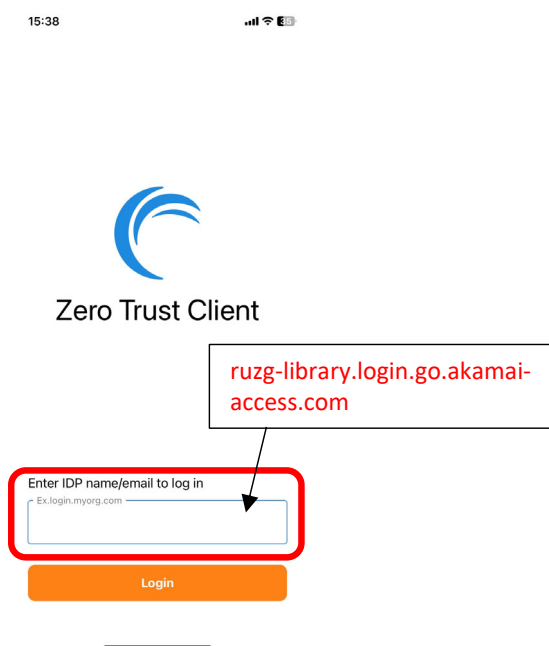 15:38
35
Zero Trust Client
ruzg-library.login.go.akamai-
access.com
Enter IDP name/email to log in
Ex.login.myorg.com
Login